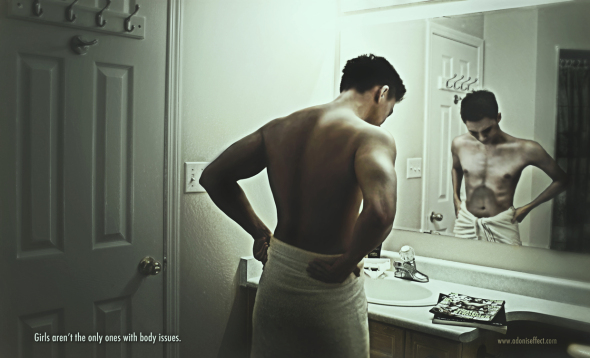 Girls aren't the only ones with body issues.
www.adoniseffect.com